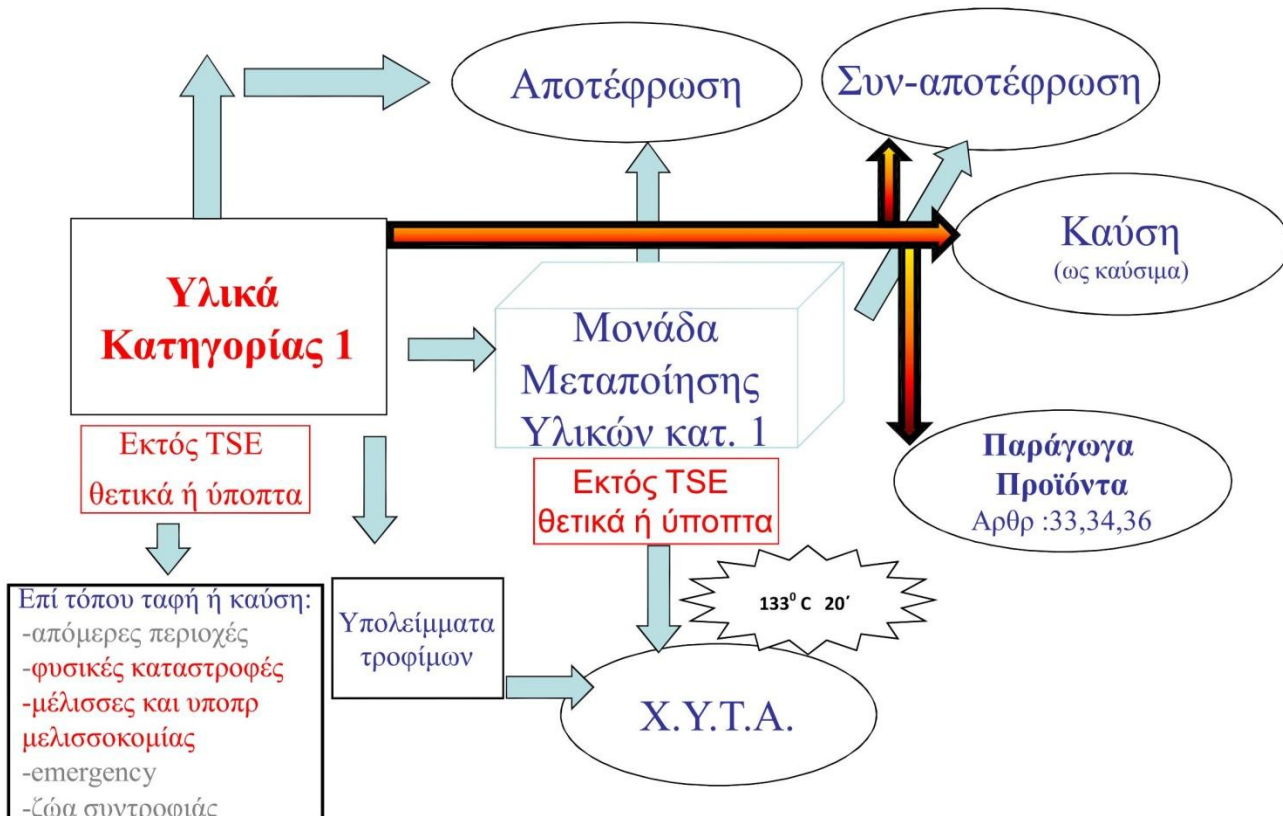 Αποτέφρωση
Συν-αποτέφρωση
Υλικά
Κατηγορίας 1
Καύση
(ως καύσιμα)
Μονάδα
Μεταποίησης
Υλικών κατ. 1
Εκτός TSE
θετικά ή ύποπτα
Εκτός TSE
θετικά ή ύποπτα
Παράγωγα
Προϊόντα
Αρθρ :33,34,36
Επί τόπου ταφή ή καύση:
-απόμερες περιοχές
-φυσικές καταστροφές
-μέλισσες και υποπρ
μελισσοκομίας
-emergency
-ζώα συντροφιάς
Υπολείμματα
τροφίμων
133⁰ C 20΄
Χ.Υ.Τ.Α.